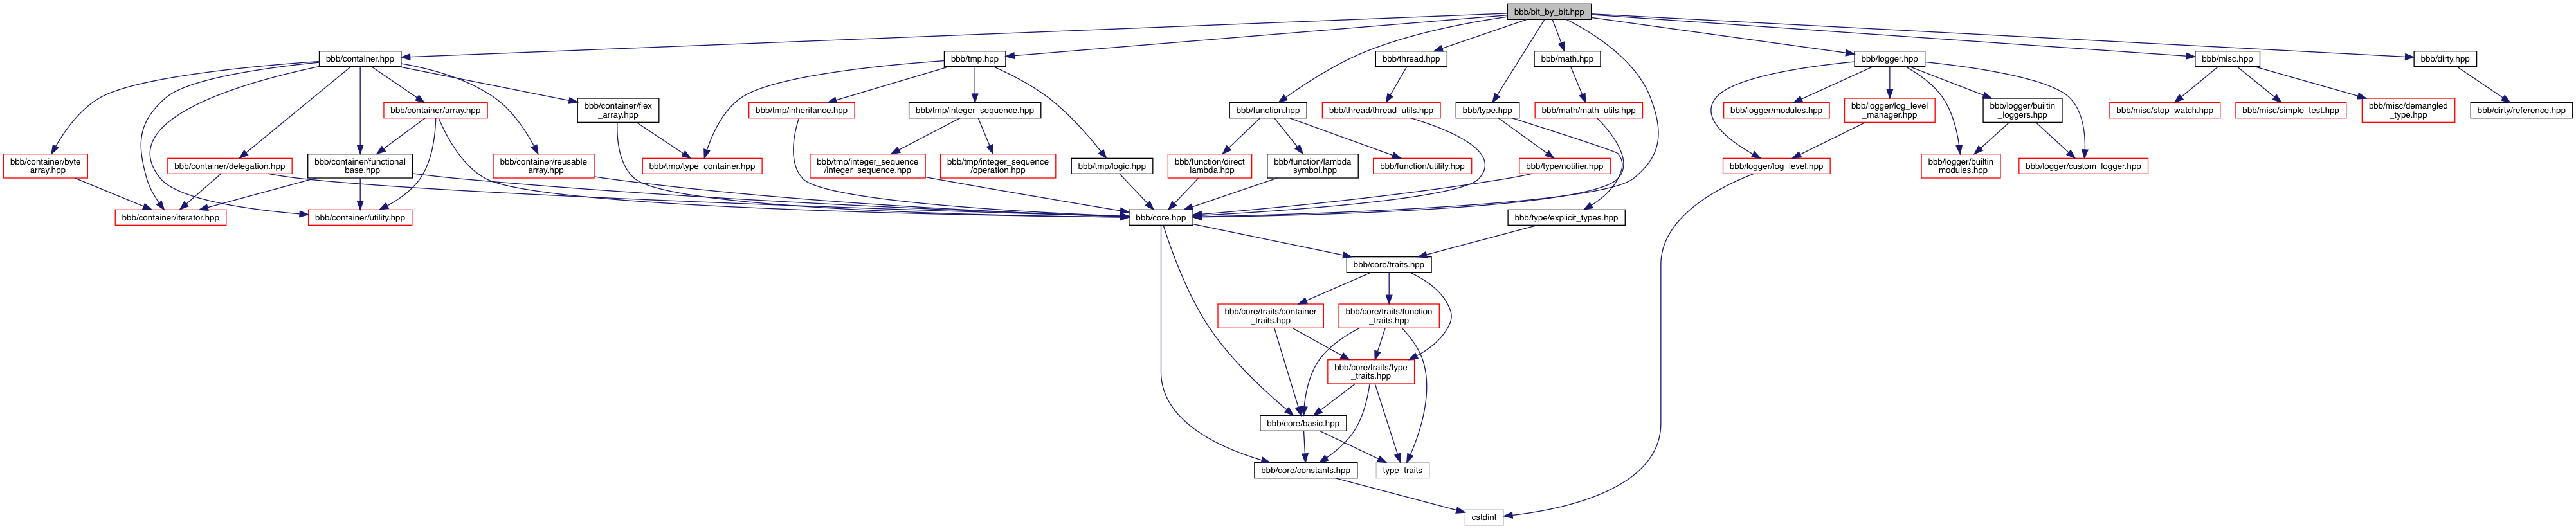 bbb/bit_by_bit.hpp
bbb/container.hpp
bbb/tmp.hpp
bbb/thread.hpp
bbb/math.hpp
bbb/logger.hpp
bbb/misc.hpp
bbb/dirty.hpp
bbb/container/array.hpp
bbb/container/flex
_array.hpp
bbb/tmp/inheritance.hpp
bbb/tmp/integer_sequence.hpp
bbb/function.hpp
bbb/thread/thread_utils.hpp
bbb/type.hpp
bbb/math/math_utils.hpp
bbb/logger/modules.hpp
bbb/logger/log_level
_manager.hpp
bbb/logger/builtin
_loggers.hpp
bbb/misc/stop_watch.hpp
bbb/misc/simple_test.hpp
bbb/misc/demangled
_type.hpp
bbb/dirty/reference.hpp
bbb/container/byte
_array.hpp
bbb/container/delegation.hpp
bbb/container/functional
_base.hpp
bbb/container/reusable
_array.hpp
bbb/tmp/type_container.hpp
bbb/tmp/integer_sequence
/integer_sequence.hpp
bbb/tmp/integer_sequence
/operation.hpp
bbb/tmp/logic.hpp
bbb/function/direct
_lambda.hpp
bbb/function/lambda
_symbol.hpp
bbb/function/utility.hpp
bbb/type/notifier.hpp
bbb/logger/log_level.hpp
bbb/logger/builtin
_modules.hpp
bbb/logger/custom_logger.hpp
bbb/container/iterator.hpp
bbb/container/utility.hpp
bbb/core.hpp
bbb/type/explicit_types.hpp
bbb/core/traits.hpp
bbb/core/traits/container
_traits.hpp
bbb/core/traits/function
_traits.hpp
bbb/core/traits/type
_traits.hpp
bbb/core/basic.hpp
bbb/core/constants.hpp
type_traits
cstdint